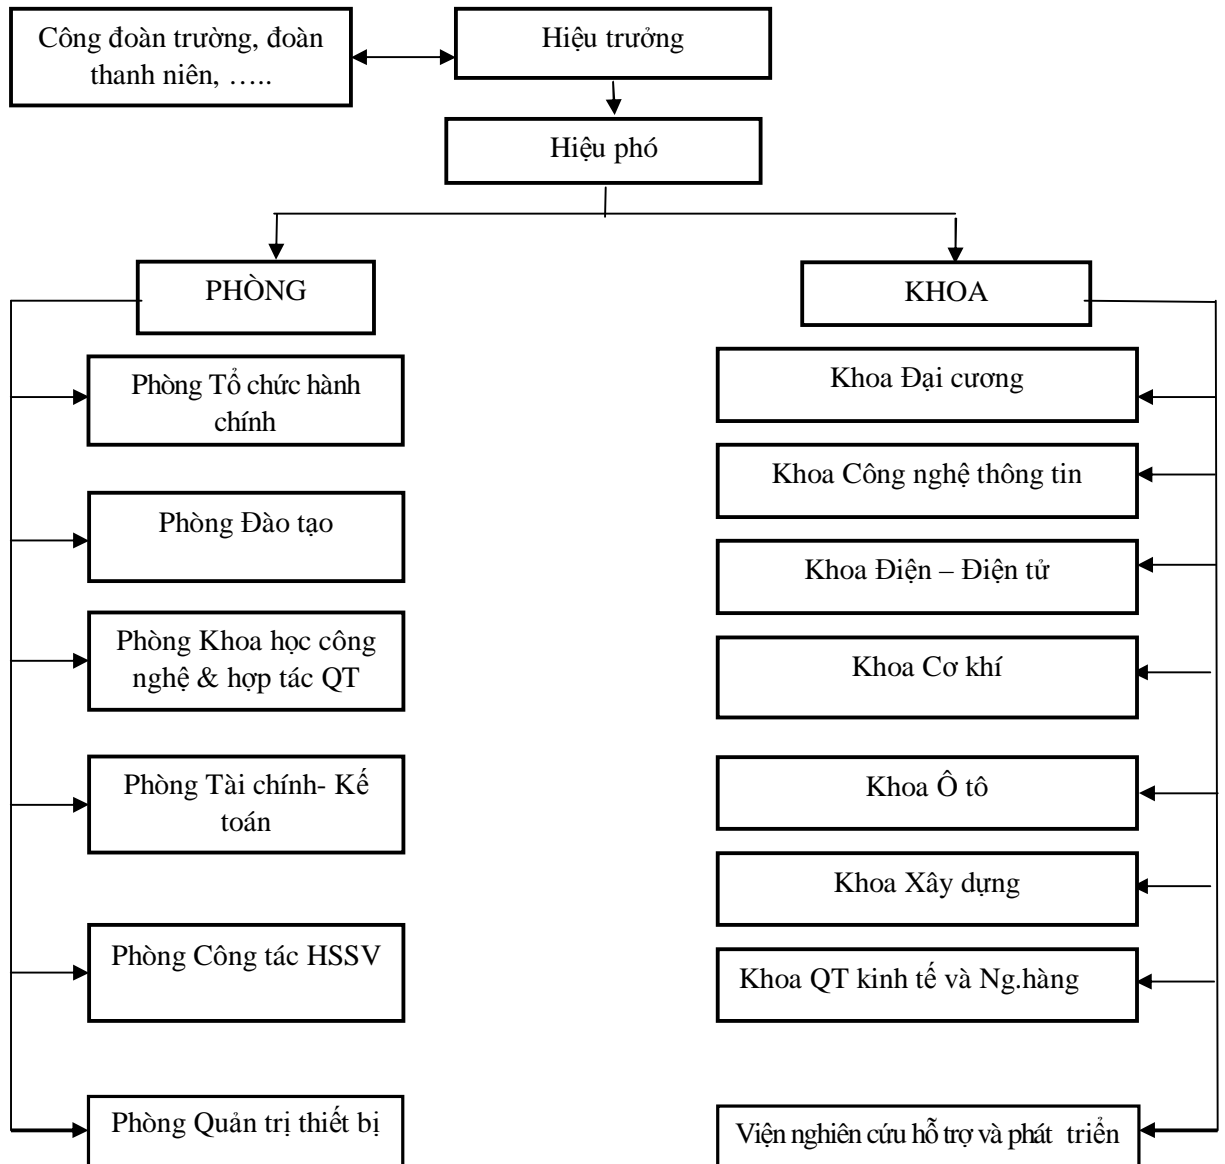 Công đoàn trường, đoàn
thanh niên, …..
Hiệu trưởng
Hiệu phó
PHÒNG
KHOA
Phòng Tổ chức hành
chính
Phòng Đào tạo
Phòng Khoa học công
nghệ & hợp tác QT
Phòng Tài chính- Kế
toán
Phòng Công tác HSSV
Phòng Quản trị thiết bị
Khoa Đại cương
Khoa Công nghệ thông tin
Khoa Điện – Điện tử
Khoa Cơ khí
Khoa Ô tô
Khoa Xây dựng
Khoa QT kinh tế và Ng.hàng
Viện nghiên cứu hỗ trợ và phát triển